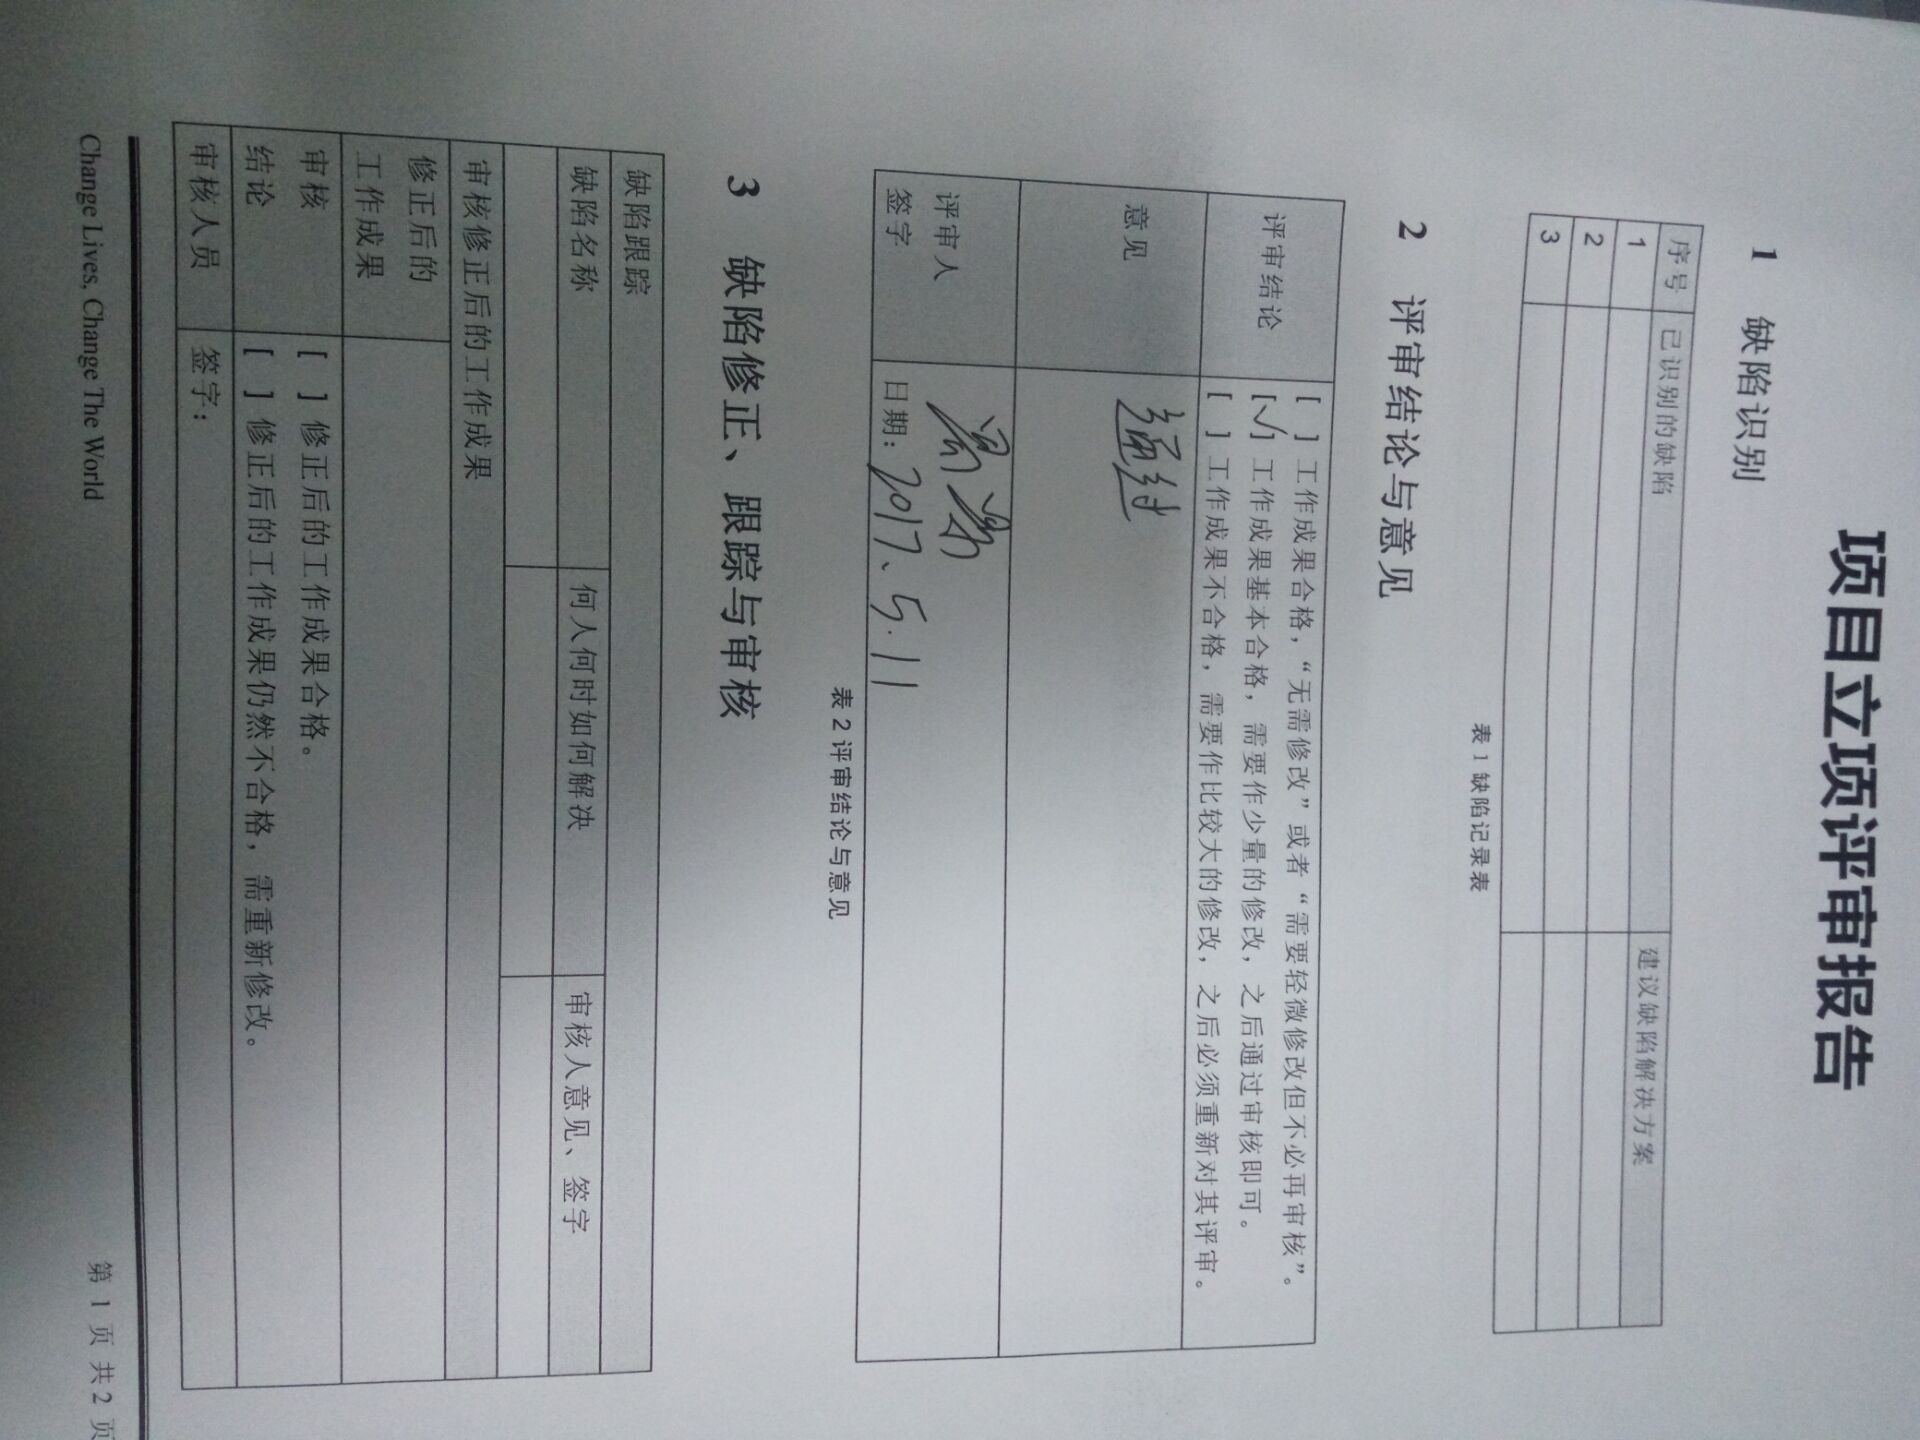 项目立项评审报告
1 缺陷识别
序号 已识别的缺陷 建议缺陷解决方案
1
2
3
表 1 缺陷记录表
2 评审结论与意见
评审结论
[ ] 工作成果合格，“无需修改”或者“需要轻微修改但不必再审核”。
[√] 工作成果基本合格，需要作少量的修改，之后通过审核即可。
[ ] 工作成果不合格，需要作比较大的修改，之后必须重新对其评审。
意见 通过
评审人
签字
日期：2017、5.11
表 2 评审结论与意见
3 缺陷修正、跟踪与审核
缺陷跟踪
缺陷名称 何人何时如何解决 审核人意见、签字
审核修正后的工作成果
修正后的
工作成果
审核
结论
[ ] 修正后的工作成果合格。
[ ] 修正后的工作成果仍然不合格，需重新修改。
审核人员 签字：
Change Lives, Change The World 第 1 页 共 2 页